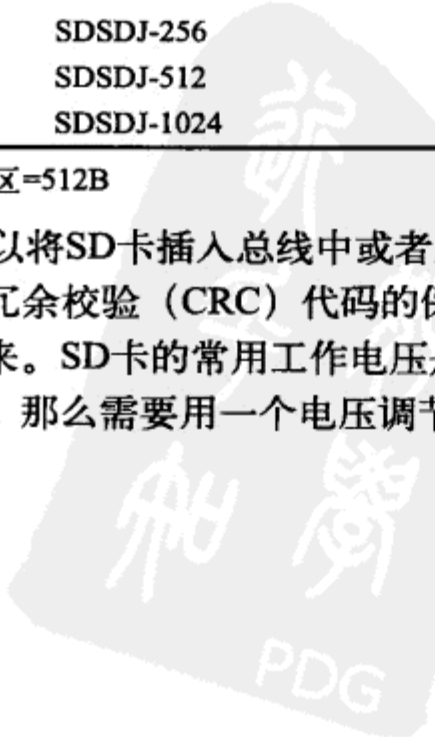 SDSDJ-256
SDSDJ-512
SDSDJ-1024
区=512B
以将SD卡插入总线中或者
冗余校验（CRC）代码的
来。SD卡的常用工作电压
那么需要用一个电压调节
PDG